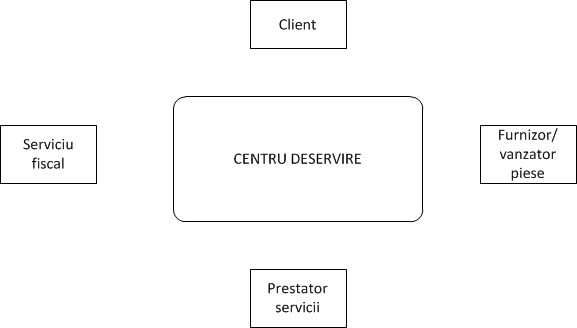 Client
Serviciu
fiscal
CENTRU DESERVIRE
Furnizor/
vanzator
piese
Prestator
servicii